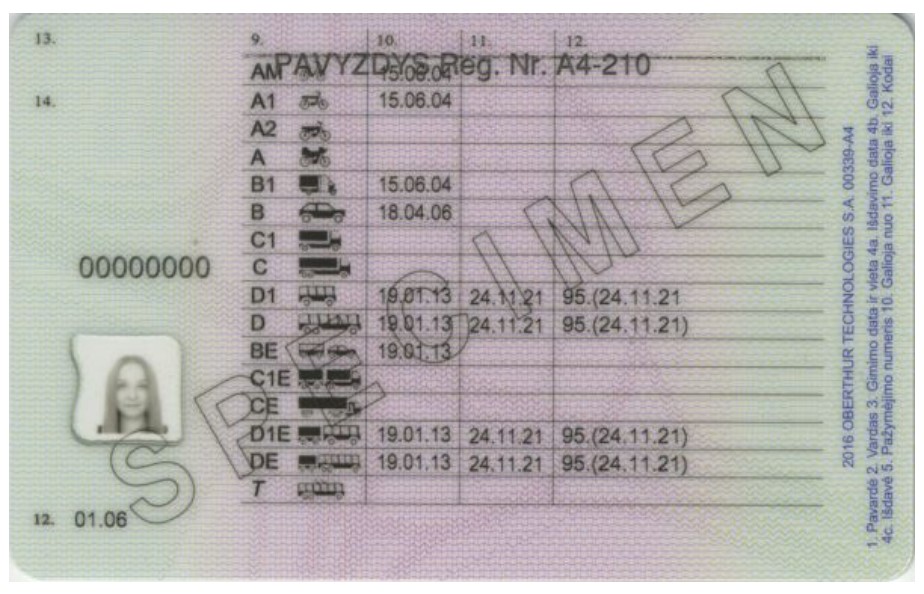 13.
9. 10. 11. 12.
PAVYZDYS Reg. Nr. A4-210
AM 15.06.04
14.
A1 15.06.04
A2
A
B1 15.06.04
B 18.04.06
C1
00000000
C
D1 19.01.13 24.11.21 95.(24.11.21
D 19.01.13 24.11.21 95.(24.11.21)
BE 19.01.13
C1E
CE
D1E 19.01.13 24.11.21 95.(24.11.21)
DE 19.01.13 24.11.21 95.(24.11.21)
T
12. 01.06
SPECIMEN
2016 OBERTHUR TECHNOLOGIES S.A. 00339-A4
1. Pavardė 2. Vardas 3. Gimimo data ir vieta 4a. Išdavimo data 4b. Galioja iki
4c. Išdavė 5. Pažymėjimo numeris 10. Galioja nuo 11. Galioja iki 12. Kodai